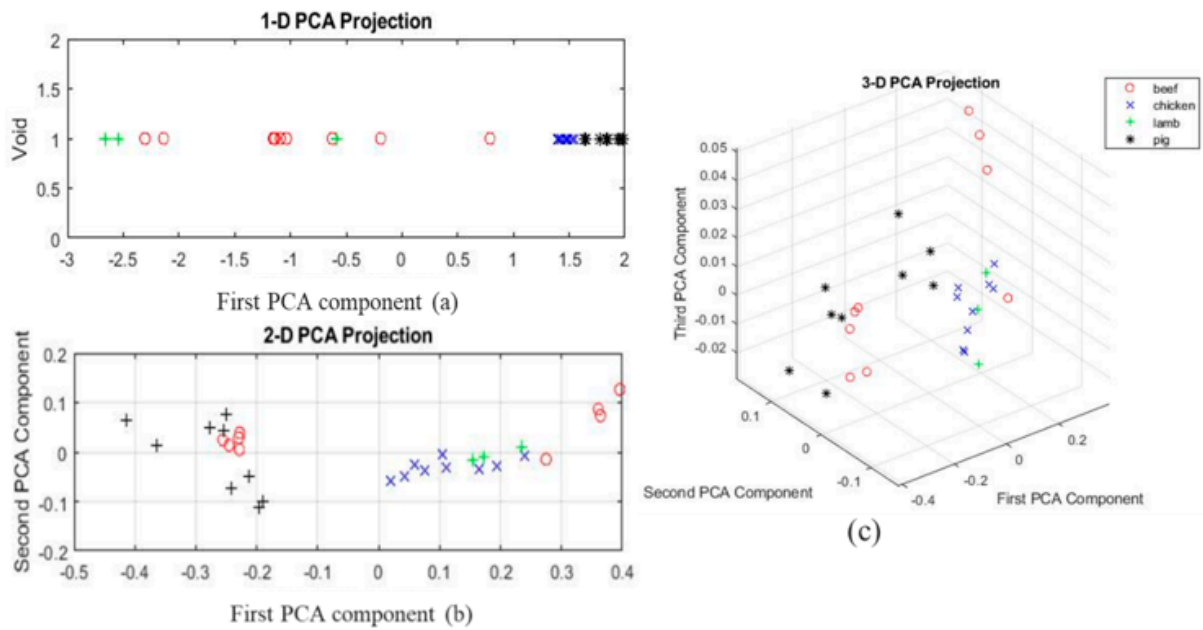 1-D PCA Projection
2
1.5
1
0.5
0
Void
-3 -2.5 -2 -1.5 -1 -0.5 0 0.5 1 1.5 2
First PCA component (a)
2-D PCA Projection
0.2
0.1
0
-0.1
-0.2
Second PCA Component
-0.5 -0.4 -0.3 -0.2 -0.1 0 0.1 0.2 0.3 0.4
First PCA component (b)
3-D PCA Projection
beef
chicken
lamb
pig
0.05
0.04
0.03
0.02
0.01
0
-0.01
-0.02
Third PCA Component
0.1
0
-0.1
Second PCA Component
-0.4
-0.2
0
0.2
First PCA Component
(c)